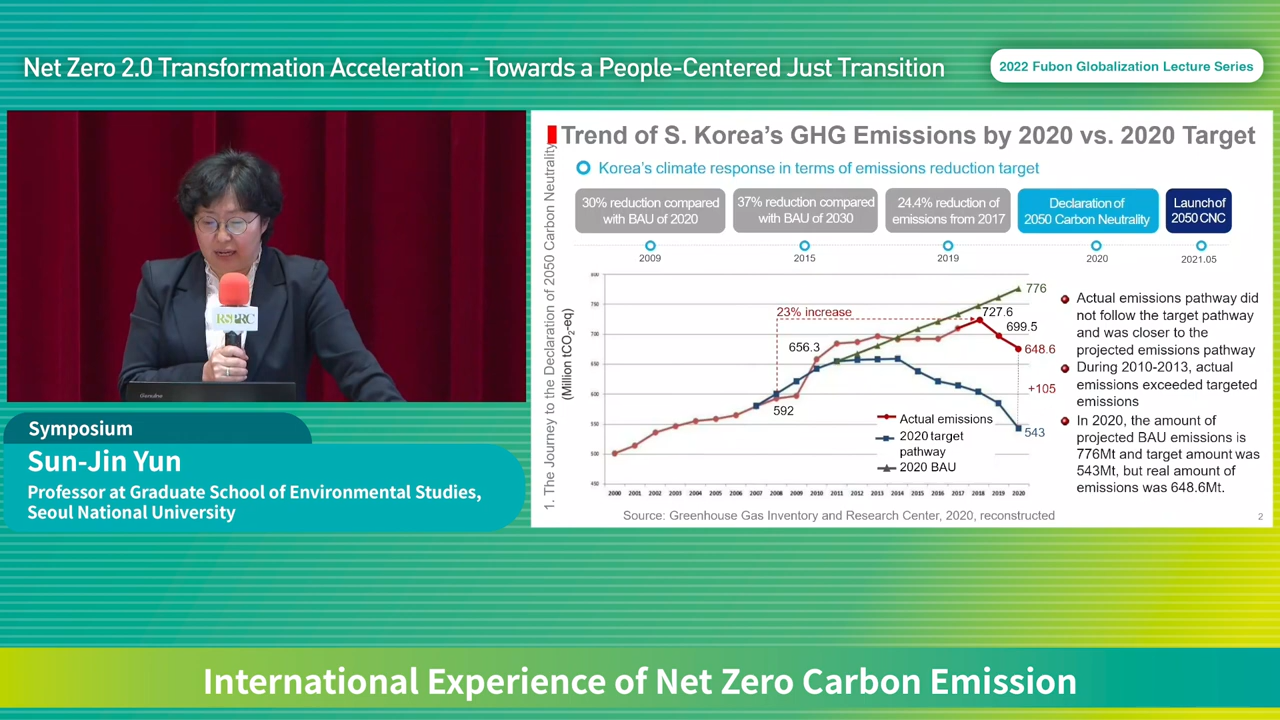 Net Zero 2.0 Transformation Acceleration - Towards a People-Centered Just Transition
2022 Fubon Globalization Lecture Series
RSPRC
Symposium
Sun-Jin Yun
Professor at Graduate School of Environmental Studies,
Seoul National University
1. The Journey to the Declaration of 2050 Carbon Neutrality
Trend of S. Korea's GHG Emissions by 2020 vs. 2020 Target
Korea's climate response in terms of emissions reduction target
30% reduction compared
with BAU of 2020
37% reduction compared
with BAU of 2030
24.4% reduction of
emissions from 2017
Declaration of
2050 Carbon Neutrality
Launch of
2050 CNC
2009
2015
2019
2020
2021.05
(Million tCO2-eq)
800
750
700
650
600
550
500
450
23% increase
656.3
592
776
727.6
699.5
648.6
+105
543
Actual emissions
2020 target
pathway
2020 BAU
2000 2001 2002 2003 2004 2005 2006 2007 2008 2009 2010 2011 2012 2013 2014 2015 2016 2017 2018 2019 2020
Actual emissions pathway did
not follow the target pathway
and was closer to the
projected emissions pathway
During 2010-2013, actual
emissions exceeded targeted
emissions
In 2020, the amount of
projected BAU emissions is
776Mt and target amount was
543Mt, but real amount of
emissions was 648.6Mt.
Source: Greenhouse Gas Inventory and Research Center, 2020, reconstructed
2
International Experience of Net Zero Carbon Emission